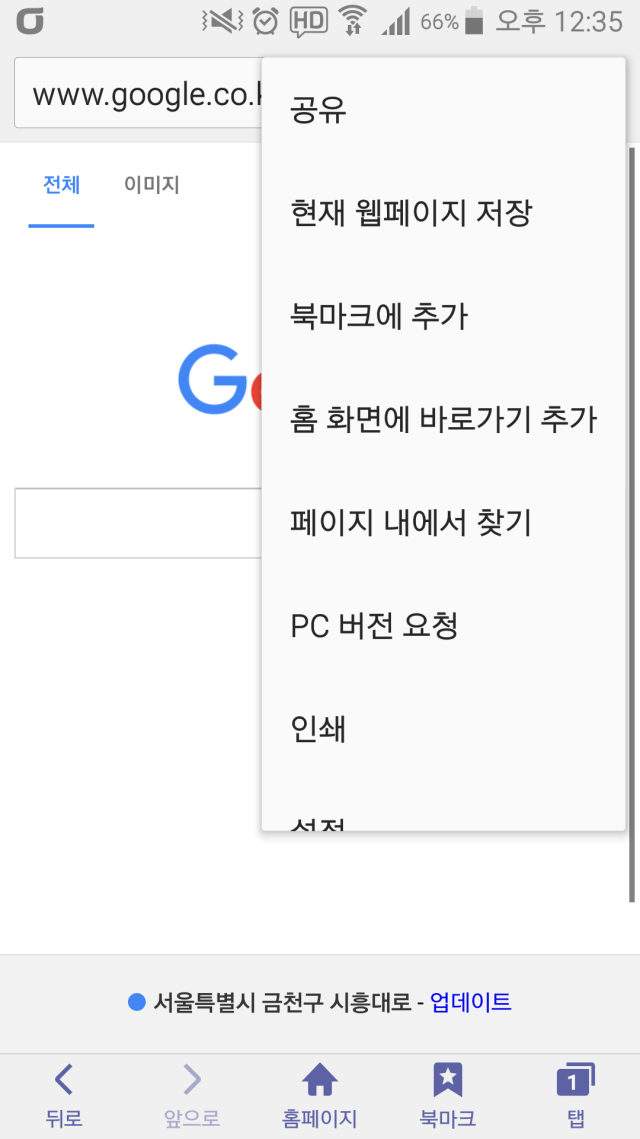 HD 66% 오후 12:35
www.google.co.k
공유
전체 이미지
현재 웹페이지 저장
북마크에 추가
홈 화면에 바로가기 추가
페이지 내에서 찾기
PC 버전 요청
인쇄
설정
서울특별시 금천구 시흥대로 - 업데이트
1
뒤로 앞으로 홈페이지 북마크 탭